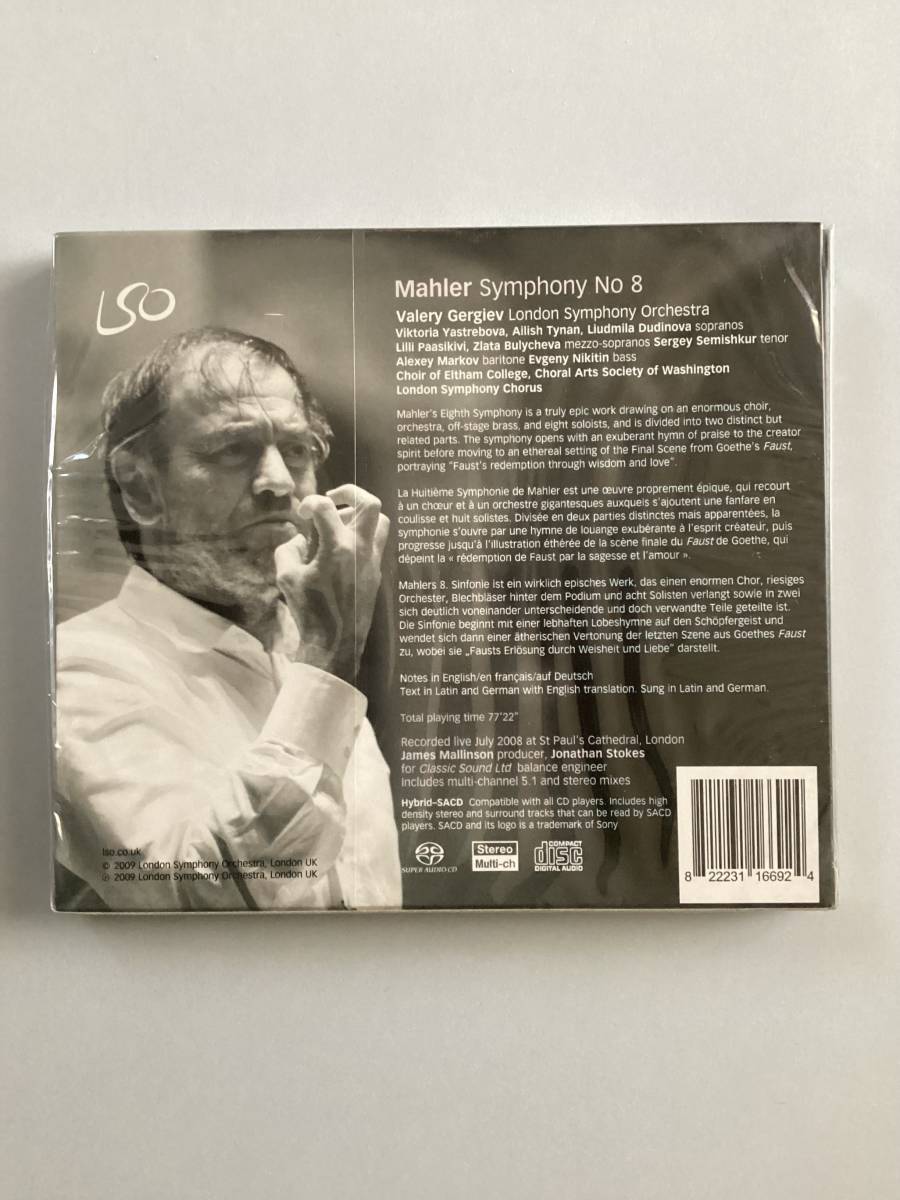 LSO
Mahler Symphony No 8
Valery Gergiev London Symphony Orchestra
Viktoria Yastrebova, Ailish Tynan, Liudmila Dudinova sopranos
Lilli Paasikivi, Zlata Bulycheva mezzo-sopranos Sergey Semishkur tenor
Alexey Markov baritone Evgeny Nikitin bass
Choir of Eltham College, Choral Arts Society of Washington
London Symphony Chorus
Mahler's Eighth Symphony is a truly epic work drawing on an enormous choir,
orchestra, off-stage brass, and eight soloists, and is divided into two distinct but
related parts. The symphony opens with an exuberant hymn of praise to the creator
spirit before moving to an ethereal setting of the Final Scene from Goethe's Faust,
portraying "Faust's redemption through wisdom and love".
La Huitième Symphonie de Mahler est une œuvre proprement épique, qui recourt
à un chœur et à un orchestre gigantesques auxquels s'ajoutent une fanfare en
coulisse et huit solistes. Divisée en deux parties distinctes mais apparentées, la
symphonie s'ouvre par une hymne de louange exubérante à l'esprit créateur, puis
progresse jusqu'à l'illustration éthérée de la scène finale du Faust de Goethe, qui
dépeint la « rédemption de Faust par la sagesse et l'amour ».
Mahlers 8. Sinfonie ist ein wirklich episches Werk, das einen enormen Chor, riesiges
Orchester, Blechbläser hinter dem Podium und acht Solisten verlangt sowie in zwei
sich deutlich voneinander unterscheidende und doch verwandte Teile geteilte ist.
Die Sinfonie beginnt mit einer lebhaften Lobeshymne auf den Schöpfergeist und
wendet sich dann einer ätherischen Vertonung der letzten Szene aus Goethes Faust
zu, wobei sie „Fausts Erlösung durch Weisheit und Liebe" darstellt.
Notes in English/en français/auf Deutsch
Text in Latin and German with English translation. Sung in Latin and German.
Total playing time 77'22"
Recorded live July 2008 at St Paul's Cathedral, London
James Mallinson producer, Jonathan Stokes
for Classic Sound Ltd balance engineer
includes multi-channel 5.1 and stereo mixes
Hybrid-SACD Compatible with all CD players. Includes high
density stereo and surround tracks that can be read by SACD
players. SACD and its logo is a trademark of Sony
SUPER AUDIO CD
Stereo
Multi-ch
COMPACT
disc
DIGITAL AUDIO
8 22231 16692 4
lso.co.uk
© 2009 London Symphony Orchestra, London UK
℗ 2009 London Symphony Orchestra, London UK